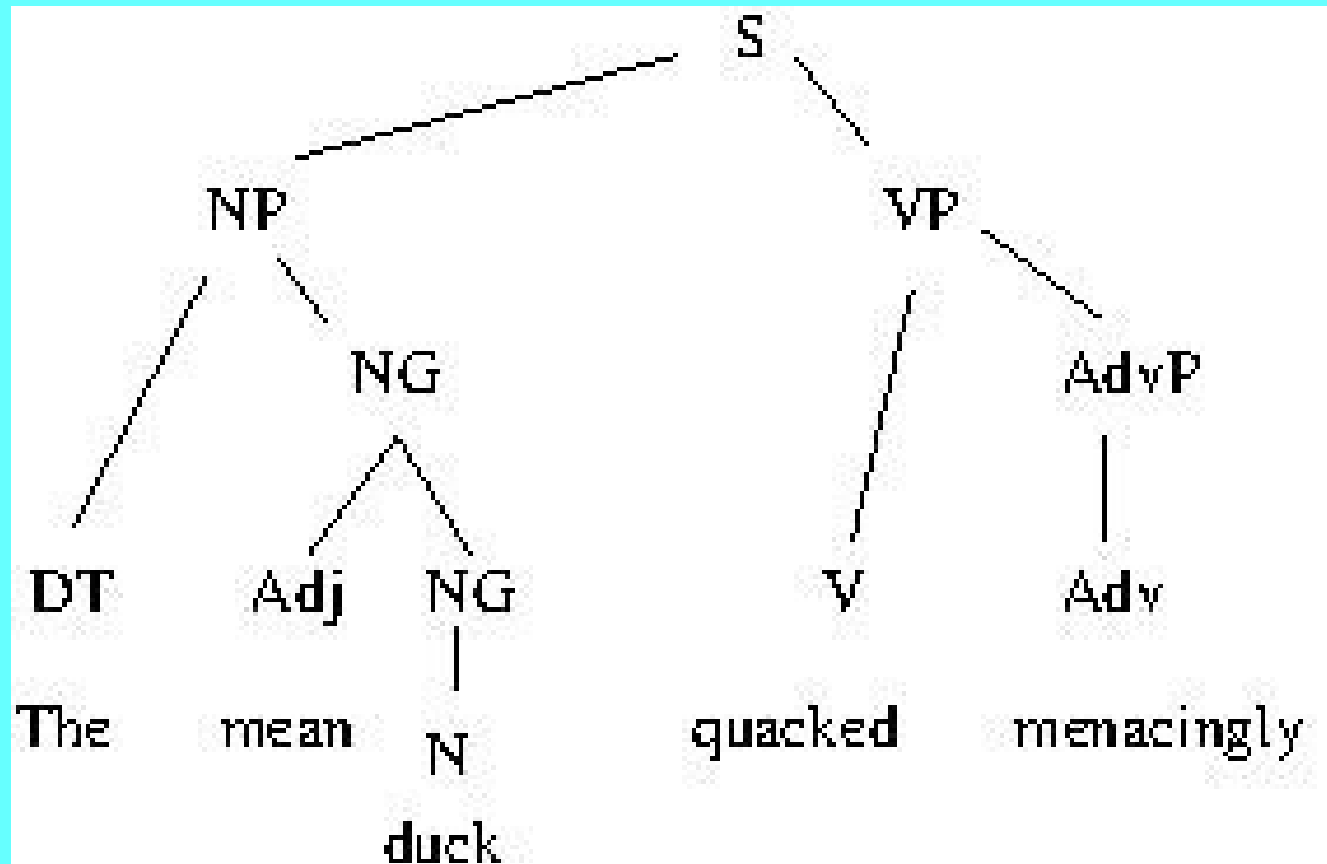 S
NP VP
NG AdvP
DT Adj NG V Adv
The mean N quacked menacingly
duck